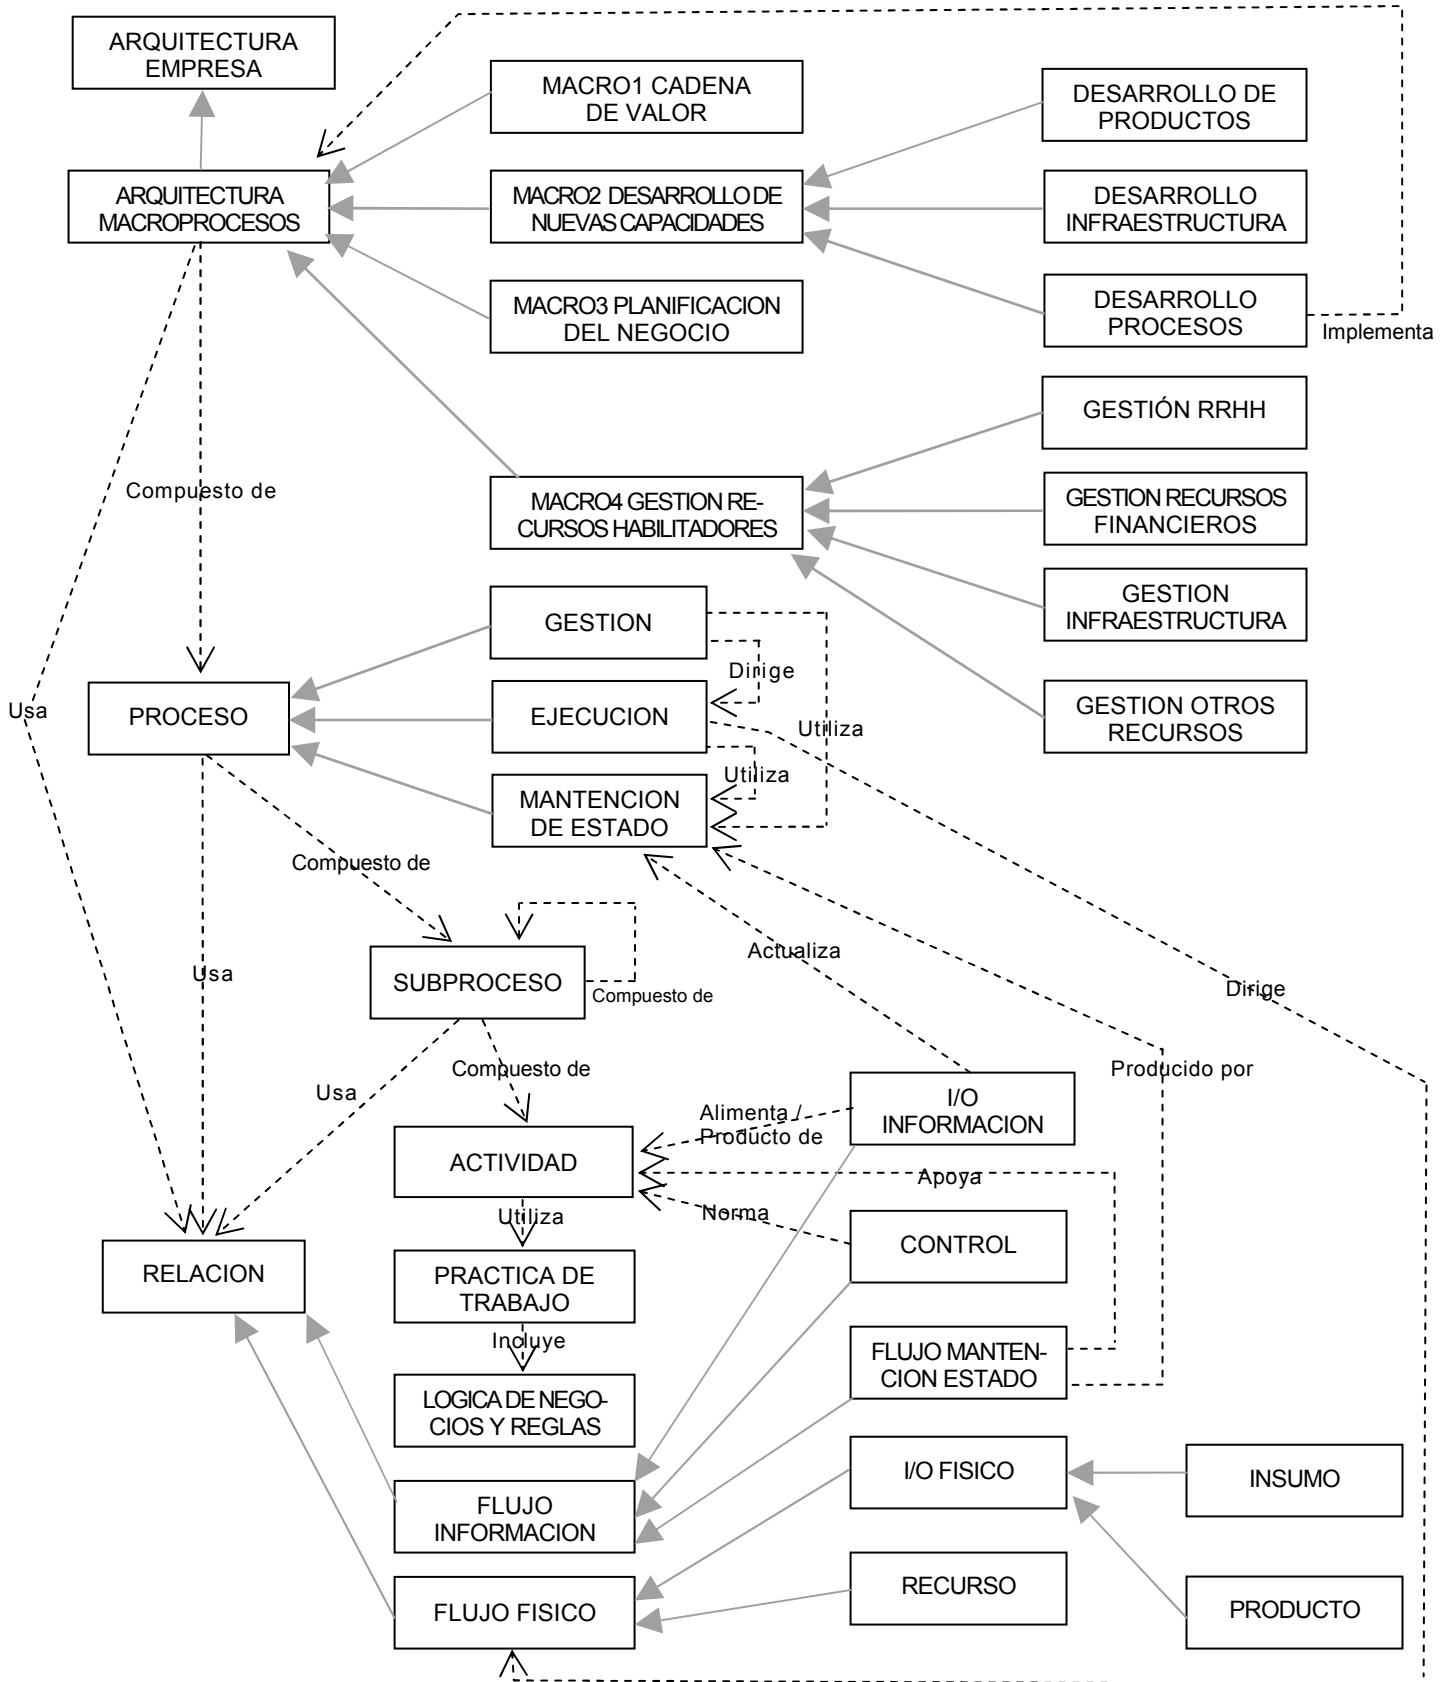 ARQUITECTURA
EMPRESA
MACRO1 CADENA
DE VALOR
DESARROLLO DE
PRODUCTOS
ARQUITECTURA
MACROPROCESOS
MACRO2 DESARROLLO DE
NUEVAS CAPACIDADES
DESARROLLO
INFRAESTRUCTURA
MACRO3 PLANIFICACION
DEL NEGOCIO
DESARROLLO
PROCESOS
Implementa
GESTIÓN RRHH
Compuesto de
MACRO4 GESTION RE-
CURSOS HABILITADORES
GESTION RECURSOS
FINANCIEROS
GESTION
INFRAESTRUCTURA
GESTION
Dirige
Usa
PROCESO
EJECUCION
Utiliza
GESTION OTROS
RECURSOS
Utiliza
MANTENCION
DE ESTADO
Compuesto de
Actualiza
Usa
SUBPROCESO
Compuesto de
Dirige
Compuesto de
Producido por
Usa
I/O
INFORMACION
Alimenta /
Producto de
ACTIVIDAD
Apoya
Utiliza
Norma
CONTROL
RELACION
PRACTICA DE
TRABAJO
Incluye
FLUJO MANTEN-
CION ESTADO
LOGICA DE NEGO-
CIOS Y REGLAS
I/O FISICO
INSUMO
FLUJO
INFORMACION
RECURSO
FLUJO FISICO
PRODUCTO